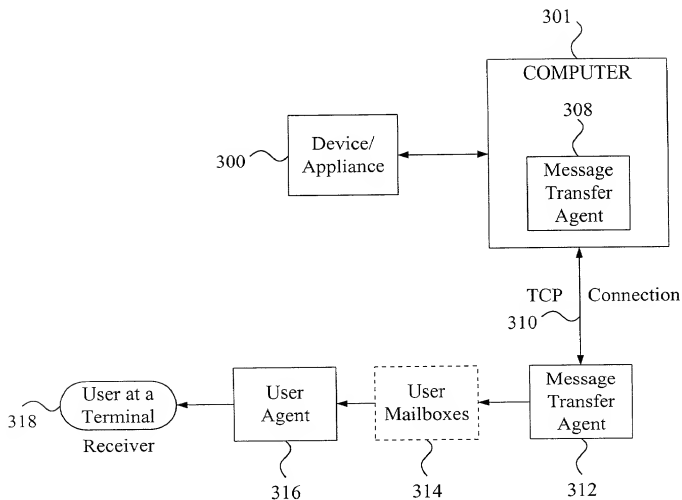 301
COMPUTER
308
Device/
Appliance
300
Message
Transfer
Agent
TCP Connection
310
User at a
Terminal
318
Receiver
User
Agent
316
User
Mailboxes
314
Message
Transfer
Agent
312